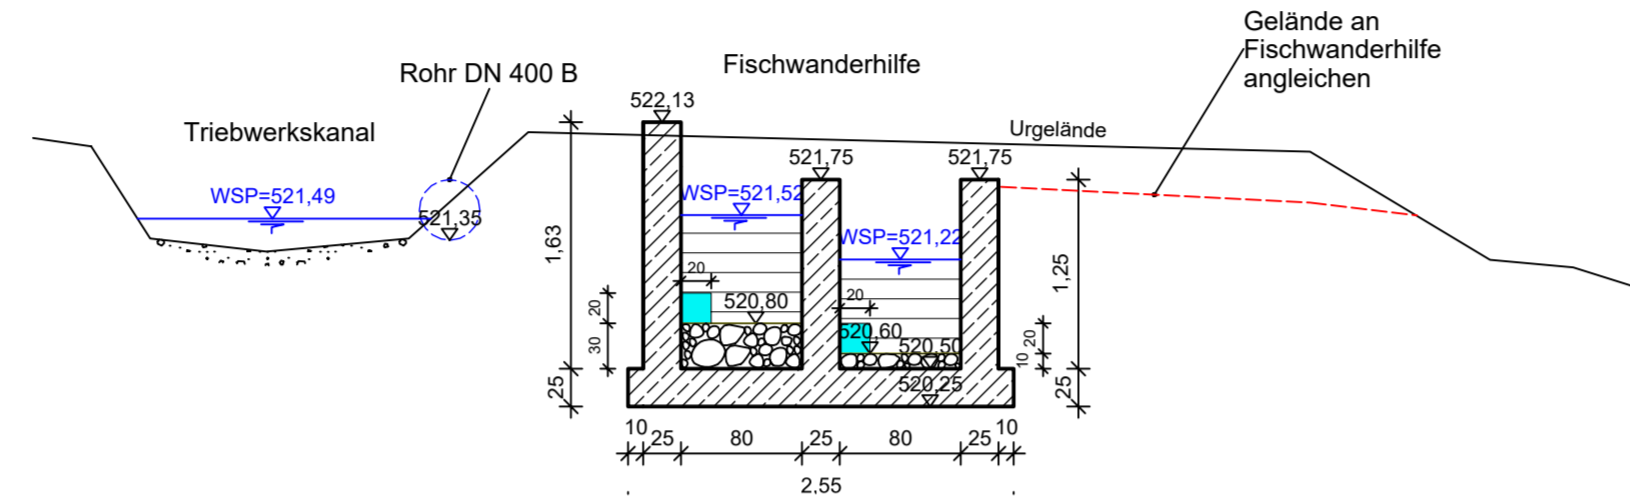 Gelände an
Fischwanderhilfe
angleichen
Fischwanderhilfe
Rohr DN 400 B
522,13
Triebwerkskanal
Urgelände
521,75
521,75
WSP=521,49
WSP=521,52
521,35
WSP=521,22
1,63
1,25
20
20
20
520,80
30
520,60
520,50
10
20
25
520,25
25
10
25
80
25
80
25
10
2,55